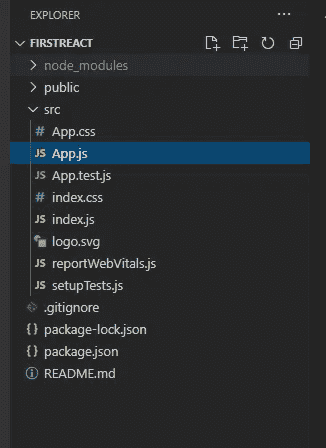 EXPLORER
FIRSTREACT
node_modules
public
src
# App.css
JS App.js
JS App.test.js
# index.css
JS index.js
logo.svg
JS reportWebVitals.js
JS setupTests.js
.gitignore
{} package-lock.json
{} package.json
README.md